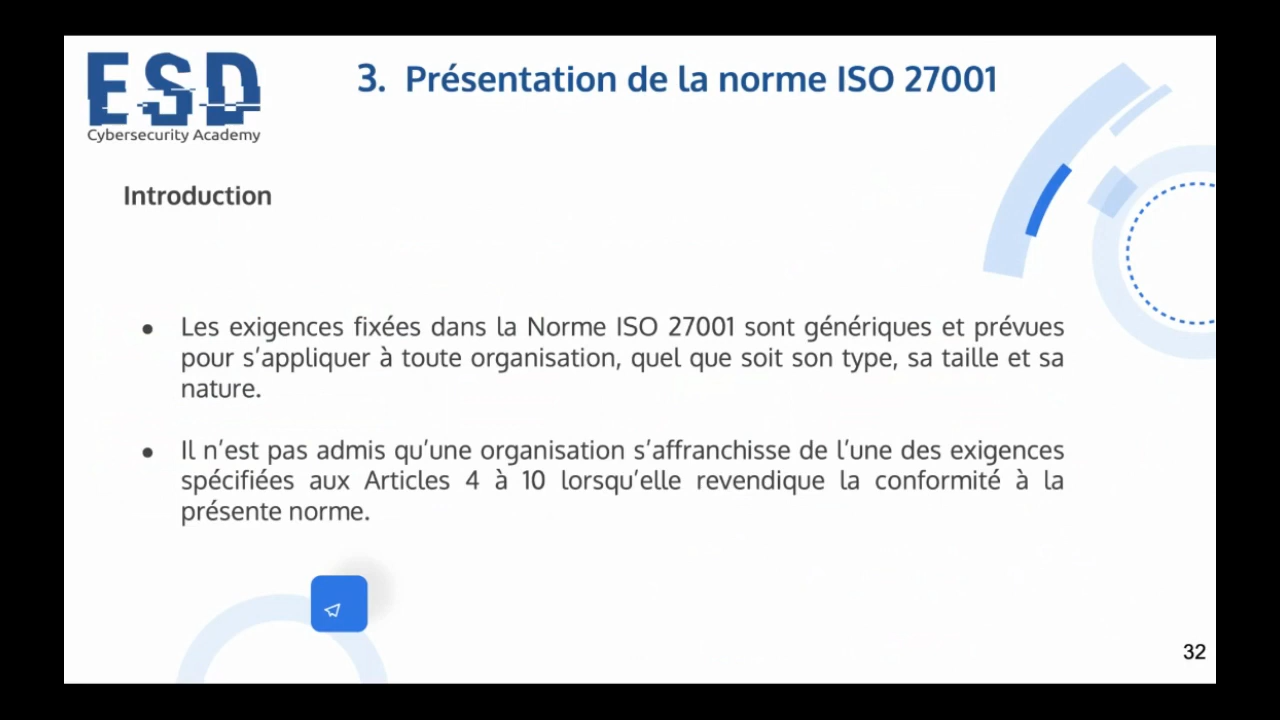 ESD
Cybersecurity Academy
3. Présentation de la norme ISO 27001
Introduction
● Les exigences fixées dans la Norme ISO 27001 sont génériques et prévues
pour s’appliquer à toute organisation, quel que soit son type, sa taille et sa
nature.
● Il n’est pas admis qu’une organisation s’affranchisse de l’une des exigences
spécifiées aux Articles 4 à 10 lorsqu’elle revendique la conformité à la
présente norme.
32